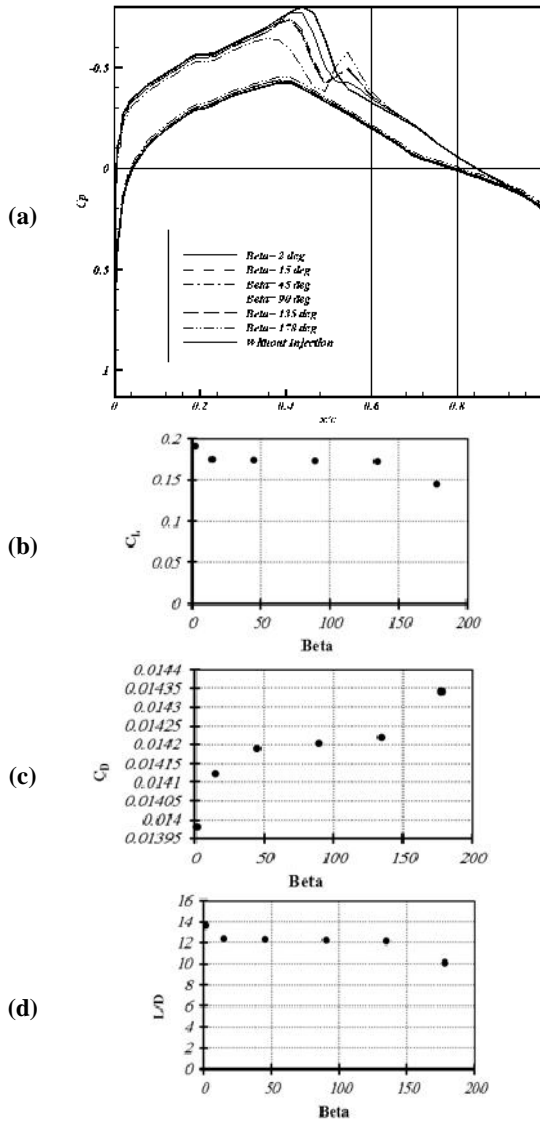 -0.5
0
0.5
1
Cp
(a)
Beta= 2 deg
Beta= 15 deg
Beta= 45 deg
Beta= 90 deg
Beta= 135 deg
Beta= 178 deg
Without Injection
0 0.2 0.4 0.6 0.8
x/c
(b)
0.2
0.15
0.1
0.05
0
C_L
0 50 100 150 200
Beta
(c)
0.0144
0.01435
0.0143
0.01425
0.0142
0.01415
0.0141
0.01405
0.014
0.01395
C_D
0 50 100 150 200
Beta
(d)
16
14
12
10
8
6
4
2
0
L/D
0 50 100 150 200
Beta